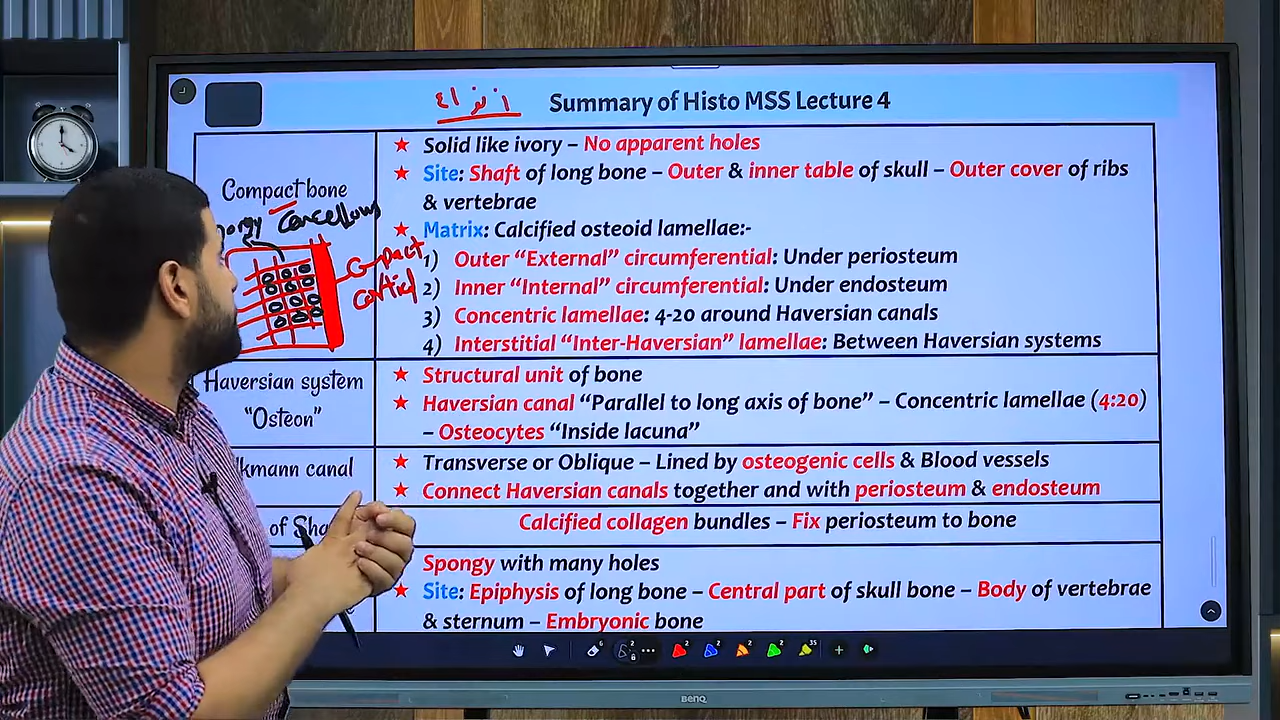 انواع
Summary of Histo MSS Lecture 4
Compact bone
Cancellous
Compact
cortical
★ Solid like ivory – No apparent holes
★ Site: Shaft of long bone – Outer & inner table of skull – Outer cover of ribs
& vertebrae
★ Matrix: Calcified osteoid lamellae:-
1) Outer “External” circumferential: Under periosteum
2) Inner “Internal” circumferential: Under endosteum
3) Concentric lamellae: 4-20 around Haversian canals
4) Interstitial “Inter-Haversian” lamellae: Between Haversian systems
Haversian system
“Osteon”
★ Structural unit of bone
★ Haversian canal “Parallel to long axis of bone” – Concentric lamellae (4:20)
– Osteocytes “Inside lacuna”
kmann canal
★ Transverse or Oblique – Lined by osteogenic cells & Blood vessels
★ Connect Haversian canals together and with periosteum & endosteum
of Sha
Calcified collagen bundles – Fix periosteum to bone
Spongy with many holes
★ Site: Epiphysis of long bone – Central part of skull bone – Body of vertebrae
& sternum – Embryonic bone
BenQ